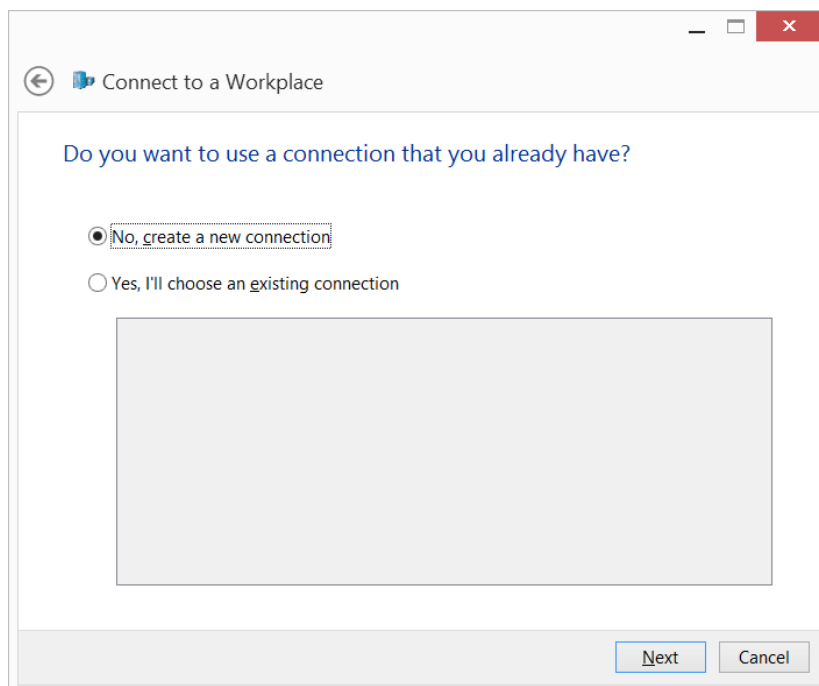 Connect to a Workplace
Do you want to use a connection that you already have?
No, create a new connection
Yes, I'll choose an existing connection
Next
Cancel